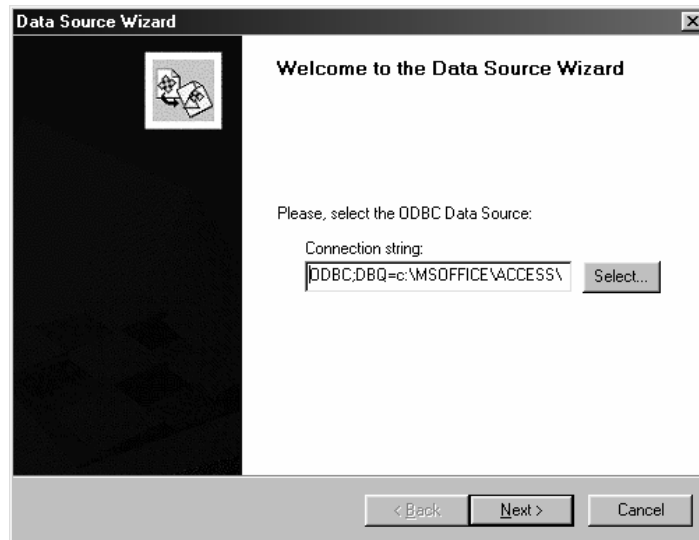 Data Source Wizard
Welcome to the Data Source Wizard
Please, select the ODBC Data Source:
Connection string:
ODBC;DBQ=c:\MSOFFICE\ACCESS\
Select...
< Back
Next >
Cancel